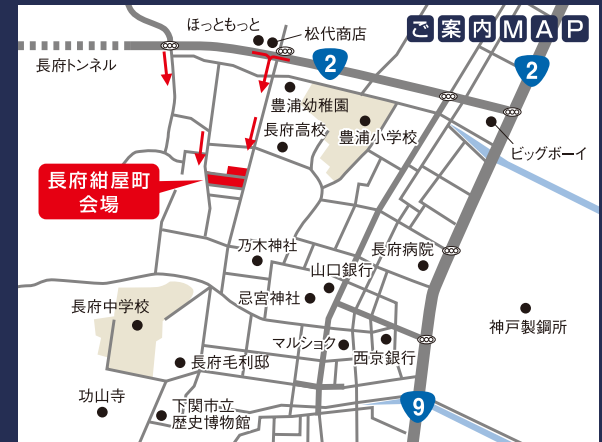 ご案内MAP
ほっともっと
松代商店
長府トンネル
2
2
豊浦幼稚園
長府高校
豊浦小学校
ビッグボーイ
長府紺屋町
会場
乃木神社
長府病院
山口銀行
忌宮神社
長府中学校
神戸製鋼所
マルショク
西京銀行
長府毛利邸
功山寺
下関市立
歴史博物館
9